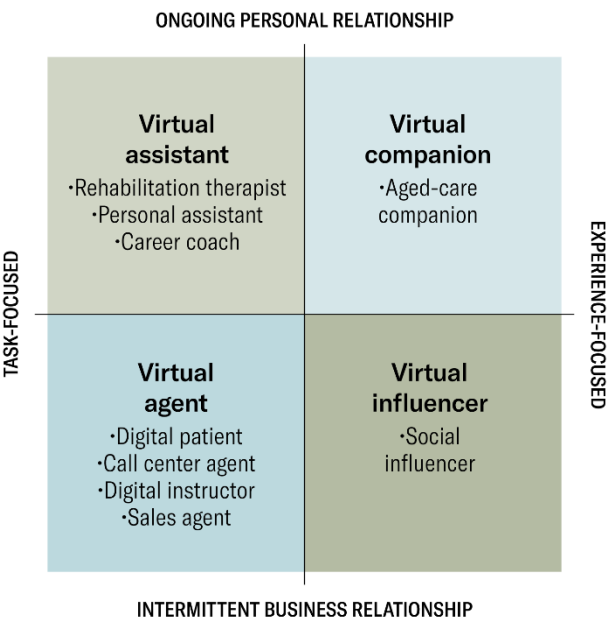 ONGOING PERSONAL RELATIONSHIP
Virtual
assistant
•Rehabilitation therapist
•Personal assistant
•Career coach
Virtual
companion
•Aged-care
companion
TASK-FOCUSED
EXPERIENCE-FOCUSED
Virtual
agent
•Digital patient
•Call center agent
•Digital instructor
•Sales agent
Virtual
influencer
•Social
influencer
INTERMITTENT BUSINESS RELATIONSHIP